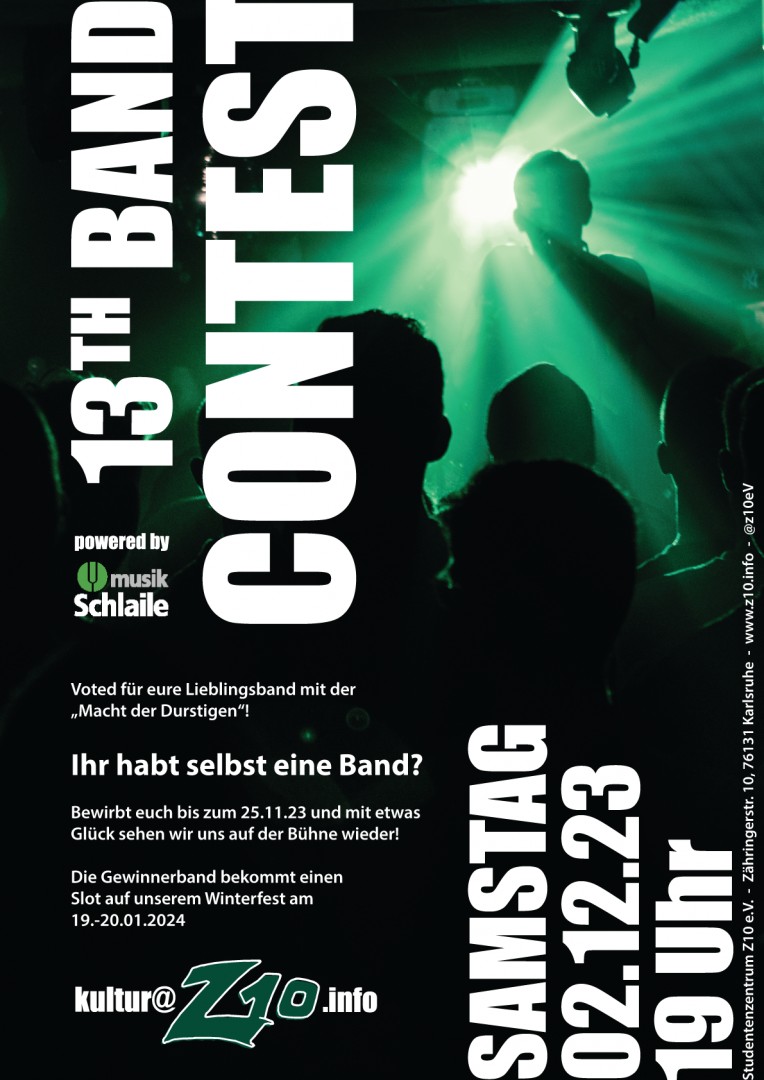 13TH BAND
CONTEST
powered by
musik
Schlaile
Voted für eure Lieblingsband mit der
„Macht der Durstigen“!
Ihr habt selbst eine Band?
Bewirbt euch bis zum 25.11.23 und mit etwas
Glück sehen wir uns auf der Bühne wieder!
Die Gewinnerband bekommt einen
Slot auf unserem Winterfest am
19.-20.01.2024
kultur@Z10.info
SAMSTAG
02.12.23
19 Uhr
Studentenzentrum Z10 e.V. - Zähringerstr. 10, 76131 Karlsruhe - www.z10.info - @z10eV